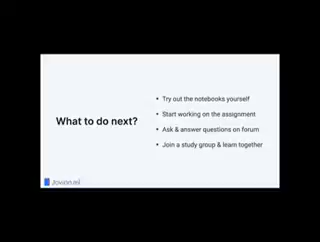 What to do next?
• Try out the notebooks yourself
• Start working on the assignment
• Ask & answer questions on forum
• Join a study group & learn together
Jovian.ml